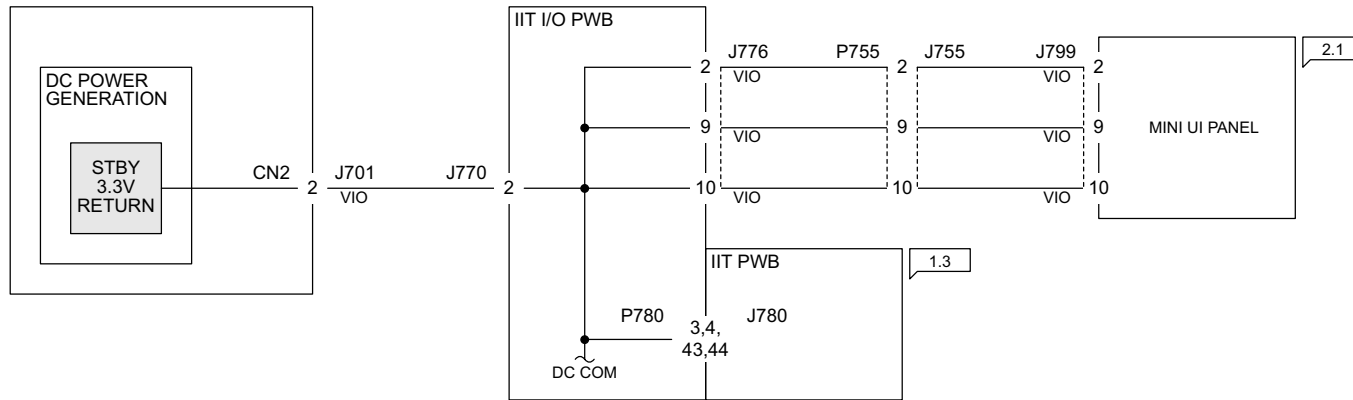 IIT I/O PWB
J776 P755 J755 J799
2 2 2
VIO VIO
2.1
DC POWER
GENERATION
9 9 9
VIO VIO
MINI UI PANEL
STBY
3.3V
RETURN
CN2 2 J701 J770 2
VIO
10 10 10
VIO VIO
IIT PWB
1.3
P780 3,4, J780
43,44
DC COM